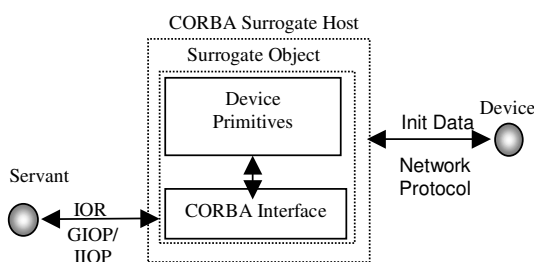 CORBA Surrogate Host
Surrogate Object
Device
Primitives
CORBA Interface
Servant
IOR
GIOP/
IIOP
Device
Init Data
Network
Protocol